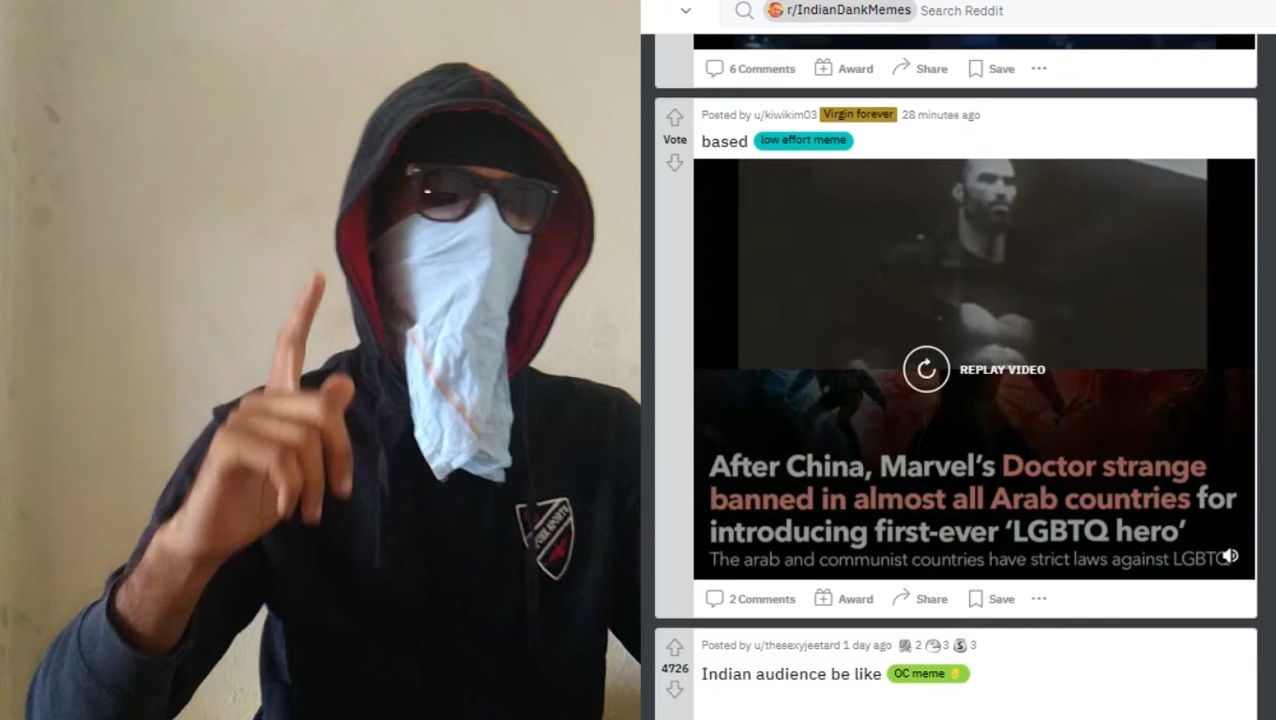 r/IndianDankMemes Search Reddit
6 Comments Award Share Save
Posted by u/kiwikim03 Virgin forever 28 minutes ago
Vote
based low effort meme
REPLAY VIDEO
After China, Marvel's Doctor strange
banned in almost all Arab countries for
introducing first-ever 'LGBTQ hero'
The arab and communist countries have strict laws against LGBTQ
2 Comments Award Share Save
Posted by u/thesexyjeetard 1 day ago 2 3 3
4726
Indian audience be like OC meme